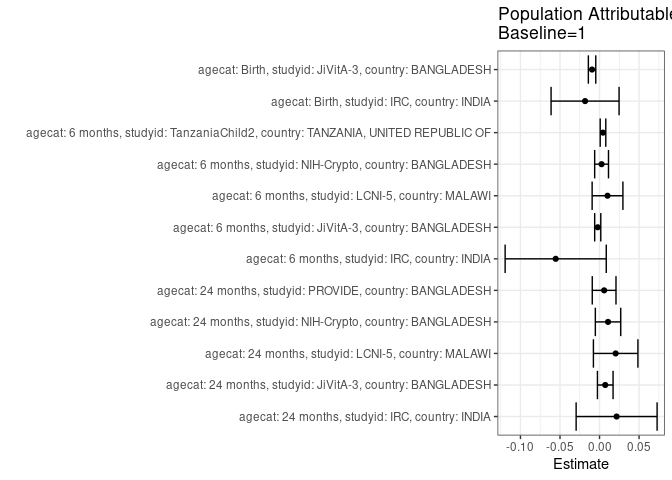 Population Attributable
Baseline=1
agecat: Birth, studyid: JiVitA-3, country: BANGLADESH
agecat: Birth, studyid: IRC, country: INDIA
agecat: 6 months, studyid: TanzaniaChild2, country: TANZANIA, UNITED REPUBLIC OF
agecat: 6 months, studyid: NIH-Crypto, country: BANGLADESH
agecat: 6 months, studyid: LCNI-5, country: MALAWI
agecat: 6 months, studyid: JiVitA-3, country: BANGLADESH
agecat: 6 months, studyid: IRC, country: INDIA
agecat: 24 months, studyid: PROVIDE, country: BANGLADESH
agecat: 24 months, studyid: NIH-Crypto, country: BANGLADESH
agecat: 24 months, studyid: LCNI-5, country: MALAWI
agecat: 24 months, studyid: JiVitA-3, country: BANGLADESH
agecat: 24 months, studyid: IRC, country: INDIA
-0.10 -0.05 0.00 0.05
Estimate